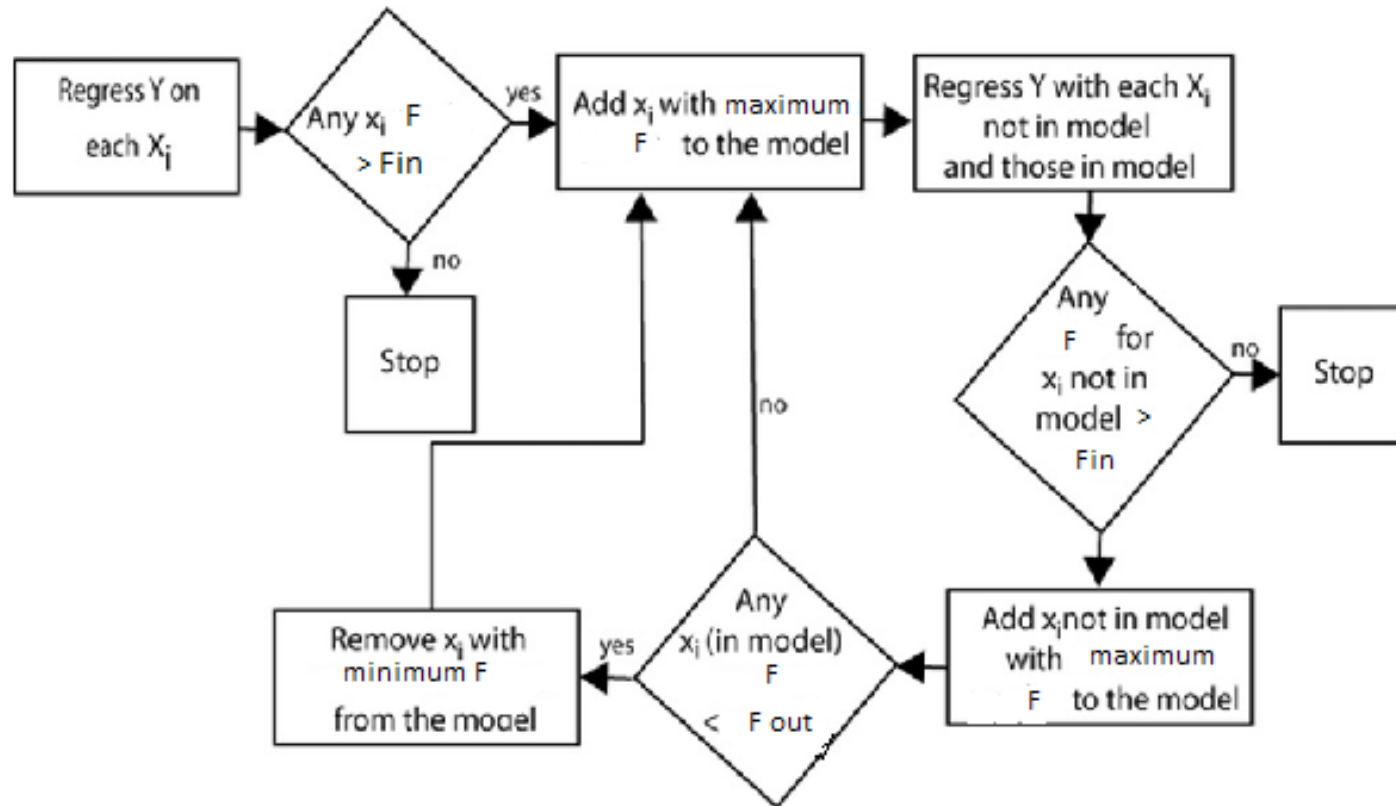 Regress Y on
each Xi
Any xi F
> Fin
yes
no
Stop
Add xi with maximum
F to the model
Regress Y with each Xi
not in model
and those in model
Any
F for
xi not in
model >
Fin
no
Stop
Add xi not in model
with maximum
F to the model
Any
xi (in model)
F
< F out
no
yes
Remove xi with
minimum F
from the model